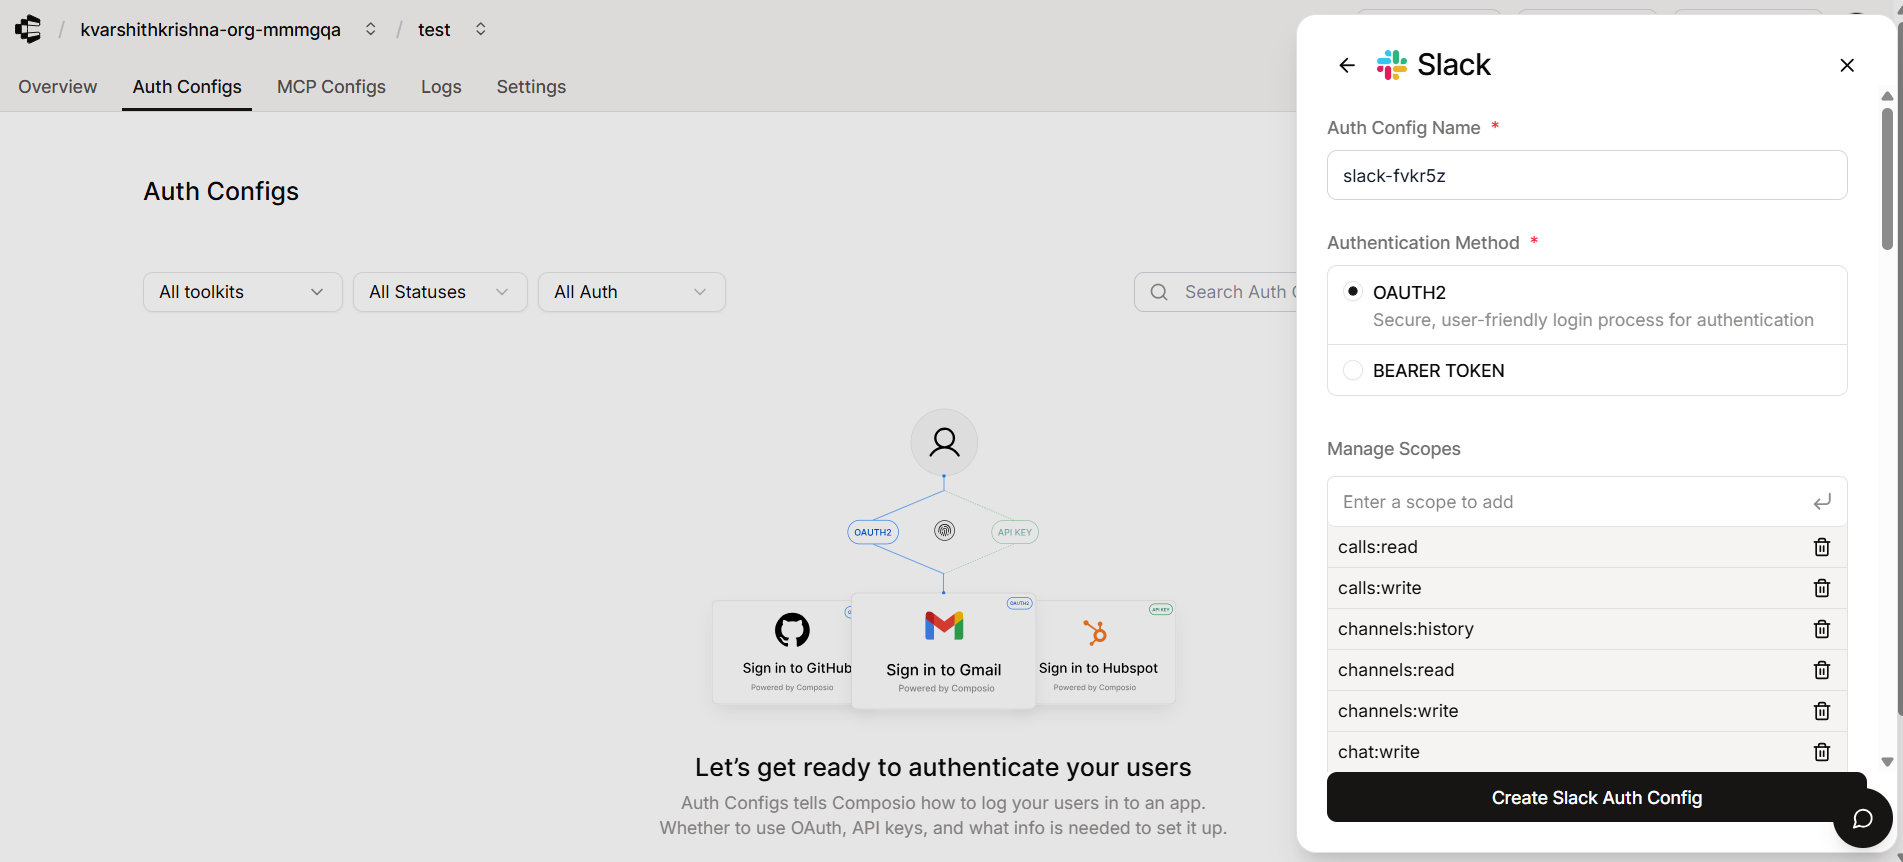 / kvarshithkrishna-org-mmmgqa / test
Overview Auth Configs MCP Configs Logs Settings
Auth Configs
All toolkits All Statuses All Auth
Search Auth
OAUTH2 API KEY
Sign in to GitHub
Powered by Composio
OAUTH2
Sign in to Gmail
Powered by Composio
API KEY
Sign in to Hubspot
Powered by Composio
Let's get ready to authenticate your users
Auth Configs tells Composio how to log your users in to an app.
Whether to use OAuth, API keys, and what info is needed to set it up.
Slack
Auth Config Name *
slack-fvkr5z
Authentication Method *
OAUTH2
Secure, user-friendly login process for authentication
BEARER TOKEN
Manage Scopes
Enter a scope to add
calls:read
calls:write
channels:history
channels:read
channels:write
chat:write
Create Slack Auth Config